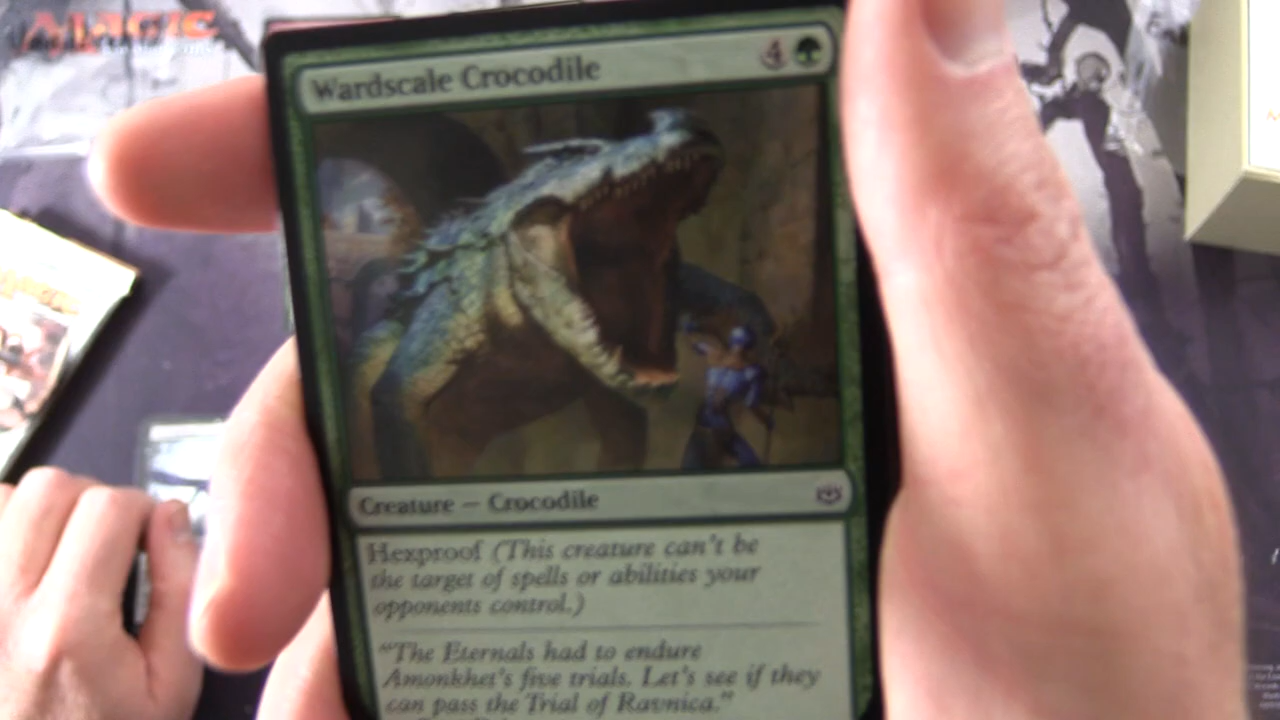 MAGIC
Wardscale Crocodile 4
Creature — Crocodile
Hexproof (This creature can't be
the target of spells or abilities your
opponents control.)
"The Eternals had to endure
Amonkhet's five trials. Let's see if they
can pass the Trial of Ravnica."